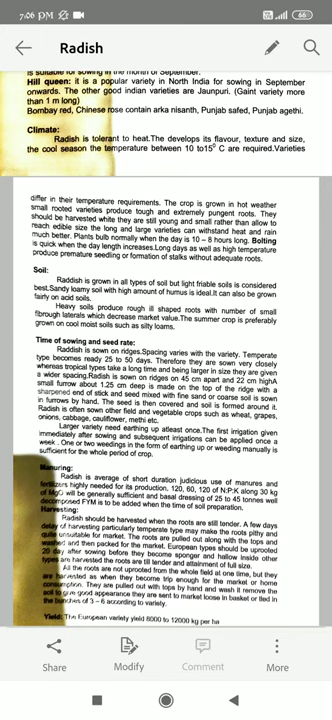 7:06 PM
66
Radish
is suitable for sowing in the month of September.
Hill queen: it is a popular variety in North India for sowing in September
onwards. The other good indian varieties are Jaunpuri. (Gaint variety more
than 1 m long)
Bombay red, Chinese rose contain arka nisanth, Punjab safed, Punjab agethi.
Climate:
Radish is tolerant to heat.The develops its flavour, texture and size,
the cool season the temperature between 10 to15⁰ C are required.Varieties
differ in their temperature requirements. The crop is grown in hot weather
small rooted varieties produce tough and extremely pungent roots. They
should be harvested white they are still young and small rather than allow to
reach edible size the long and large varieties can withstand heat and rain
much better. Plants bulb normally when the day is 10 – 8 hours long. Bolting
is quick when the day length increases.Long days as well as high temperature
produce premature seedling or formation of stalks without adequate roots.
Soil:
Raddish is grown in all types of soil but light friable soils is considered
best.Sandy loamy soil with high amount of humus is ideal.It can also be grown
fairly on acid soils.
Heavy soils produce rough ill shaped roots with number of small
fibrough laterals which decrease market value.The summer crop is preferably
grown on cool moist soils such as silty loams.
Time of sowing and seed rate:
Raddish is sown on ridges.Spacing varies with the variety. Temperate
type becomes ready 25 to 50 days. Therefore they are sown very closely
whereas tropical types take a long time and being larger in size they are given
a wider spacing.Radish is sown on ridges on 45 cm apart and 22 cm highA
small furrow about 1.25 cm deep is made on the top of the ridge with a
sharpened end of stick and seed mixed with fine sand or coarse soil is sown
in furrows by hand. The seed is then covered and soil is formed around it.
Radish is often sown other field and vegetable crops such as wheat, grapes,
onions, cabbage, cauliflower, methi etc.
Larger variety need earthing up atleast once.The first irrigation given
immediately after sowing and subsequent irrigations can be applied once a
week . One or two weedings in the form of earthing up or weeding manually is
sufficient for the whole period of crop.
Manuring:
Radish is average of short duration judicious use of manures and
fertilizers highly needed for its production. 120, 60, 120 of N:P:K along 30 kg
of MgO will be generally sufficient and basal dressing of 25 to 45 tonnes well
decomposed FYM is to be added when the time of soil preparation.
Harvesting:
Radish should be harvested when the roots are still tender. A few days
delay of harvesting particularly temperate type may make the roots pithy and
quite unsuitable for market. The roots are pulled out along with the tops and
washed and then packed for the market. European types should be uprooted
20 day after sowing before they become sponger and hallow inside other
types are harvested the roots are till tender and attainment of full size.
All the roots are not uprooted from the whole field at one time, but they
are harvested as when they become trip enough for the market or home
consumption. They are pulled out with tops by hand and wash it remove the
soil to give good appearance they are sent to market loose in basket or tied in
the bunches of 3 – 6 according to variety.
Yield: The European variety yield 8000 to 12000 kg per ha
Share
Modify
Comment
More